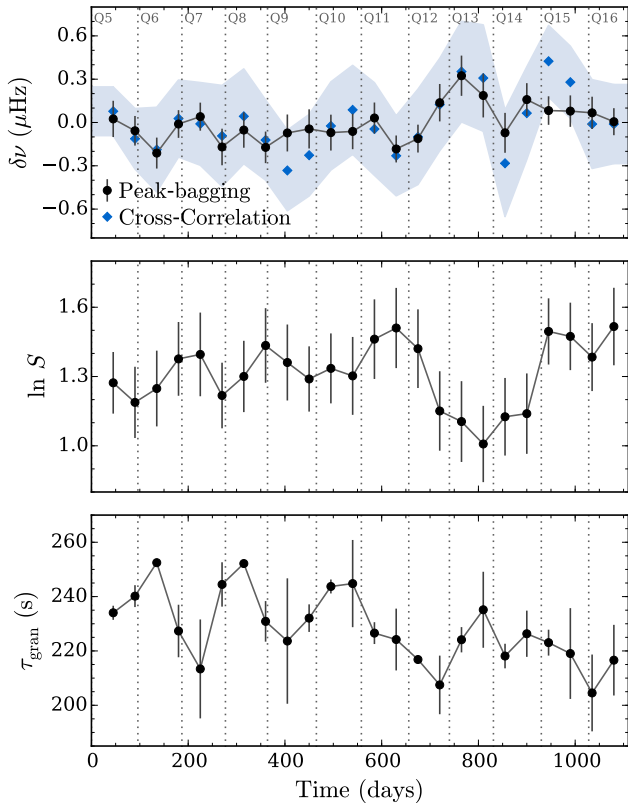 Q5 Q6 Q7 Q8 Q9 Q10 Q11 Q12 Q13 Q14 Q15 Q16
0.6
0.3
0.0
−0.3
−0.6
δν (μHz)
Peak-bagging
Cross-Correlation
1.6
1.3
1.0
ln S
260
240
220
200
τgran (s)
0 200 400 600 800 1000
Time (days)